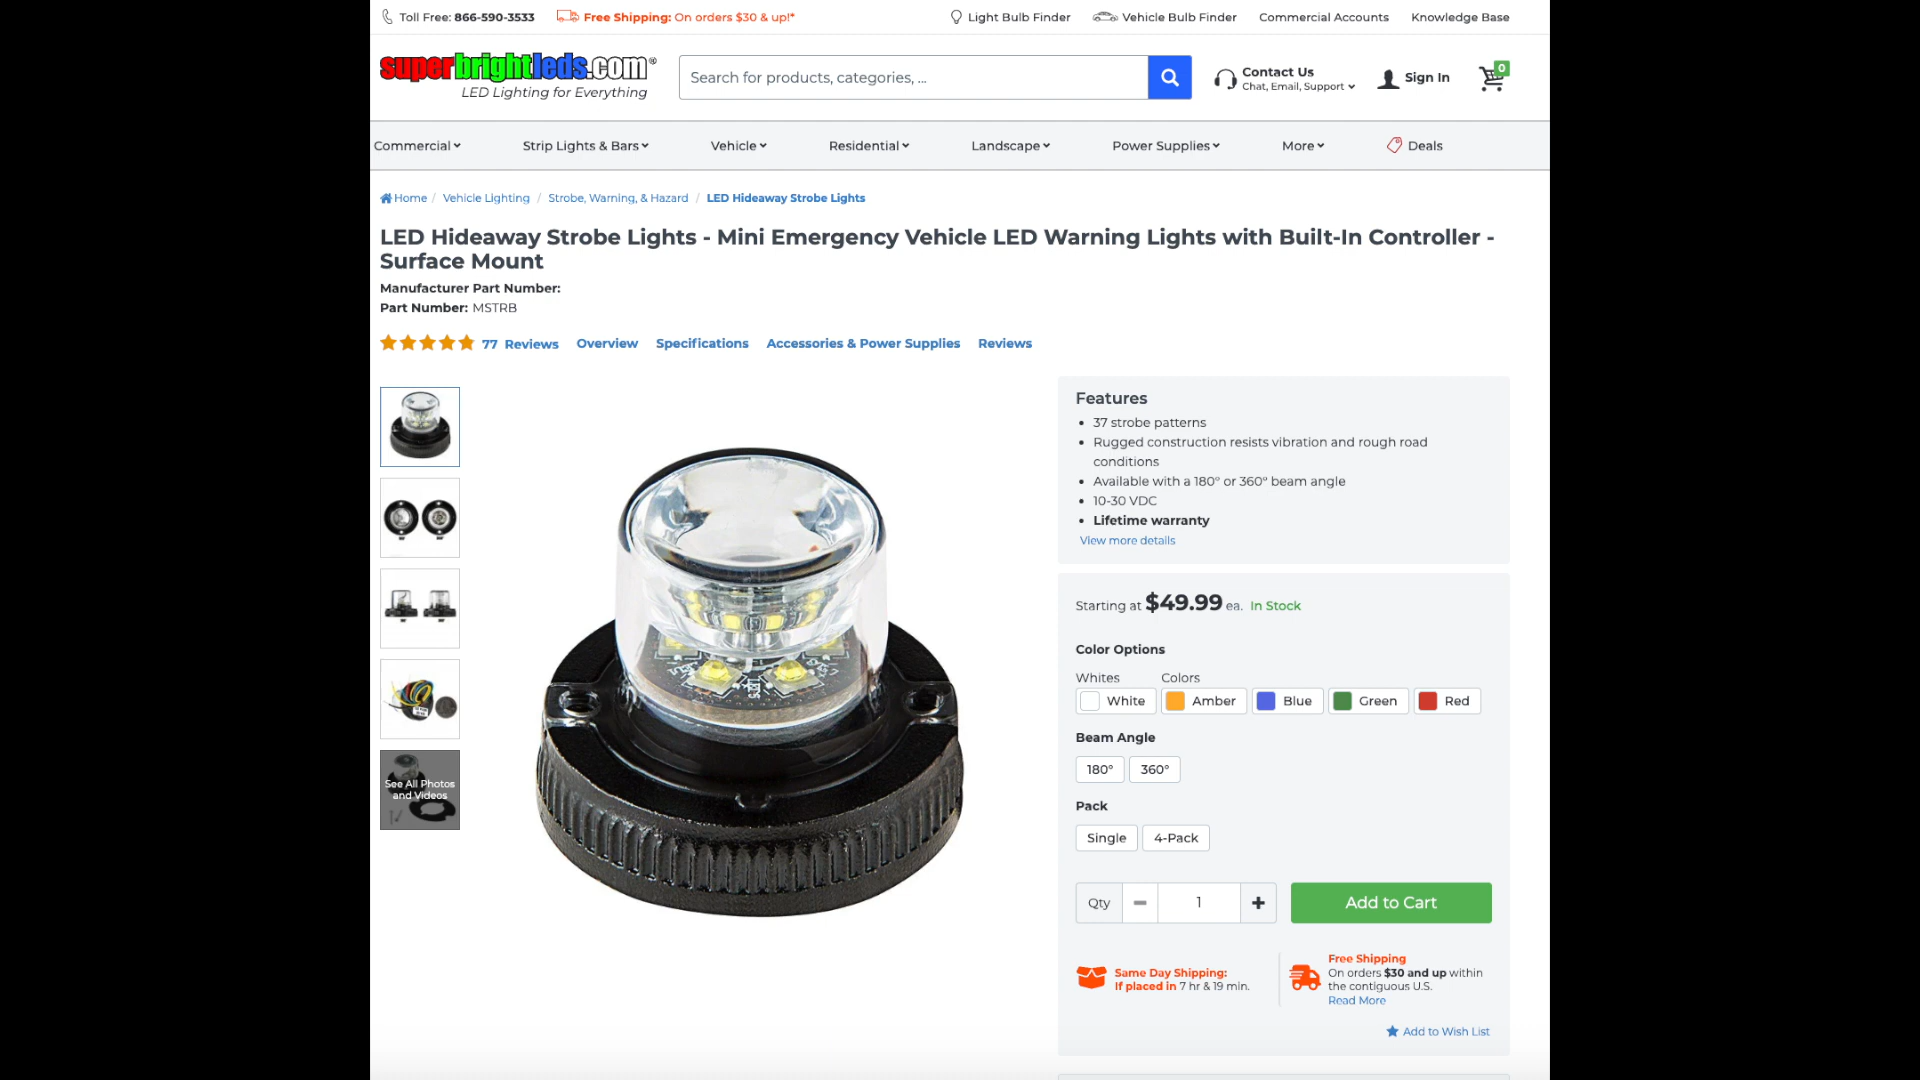 Toll Free: 866-590-3533
Free Shipping: On orders $30 & up!*
Light Bulb Finder
Vehicle Bulb Finder
Commercial Accounts
Knowledge Base
superbrightleds.com®
LED Lighting for Everything
Search for products, categories, ...
Contact Us
Chat, Email, Support
Sign In
0
Commercial
Strip Lights & Bars
Vehicle
Residential
Landscape
Power Supplies
More
Deals
Home / Vehicle Lighting / Strobe, Warning, & Hazard / LED Hideaway Strobe Lights
LED Hideaway Strobe Lights - Mini Emergency Vehicle LED Warning Lights with Built-In Controller -
Surface Mount
Manufacturer Part Number:
Part Number: MSTRB
77 Reviews
Overview
Specifications
Accessories & Power Supplies
Reviews
See All Photos
and Videos
Features
• 37 strobe patterns
• Rugged construction resists vibration and rough road
conditions
• Available with a 180° or 360° beam angle
• 10-30 VDC
• Lifetime warranty
View more details
Starting at $49.99 ea. In Stock
Color Options
Whites
Colors
White
Amber
Blue
Green
Red
Beam Angle
180°
360°
Pack
Single
4-Pack
Qty
1
Add to Cart
Same Day Shipping:
If placed in 7 hr & 19 min.
Free Shipping
On orders $30 and up within
the contiguous U.S.
Read More
Add to Wish List